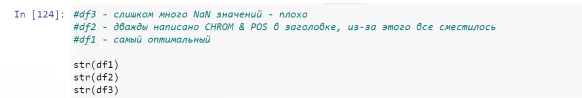 In [124]: #df3 - слишком много NaN значений - плохо
#df2 - дважды написано CHROM & POS в заголовке, из-за этого все сместилось
#df1 - самый оптимальный
str(df1)
str(df2)
str(df3)